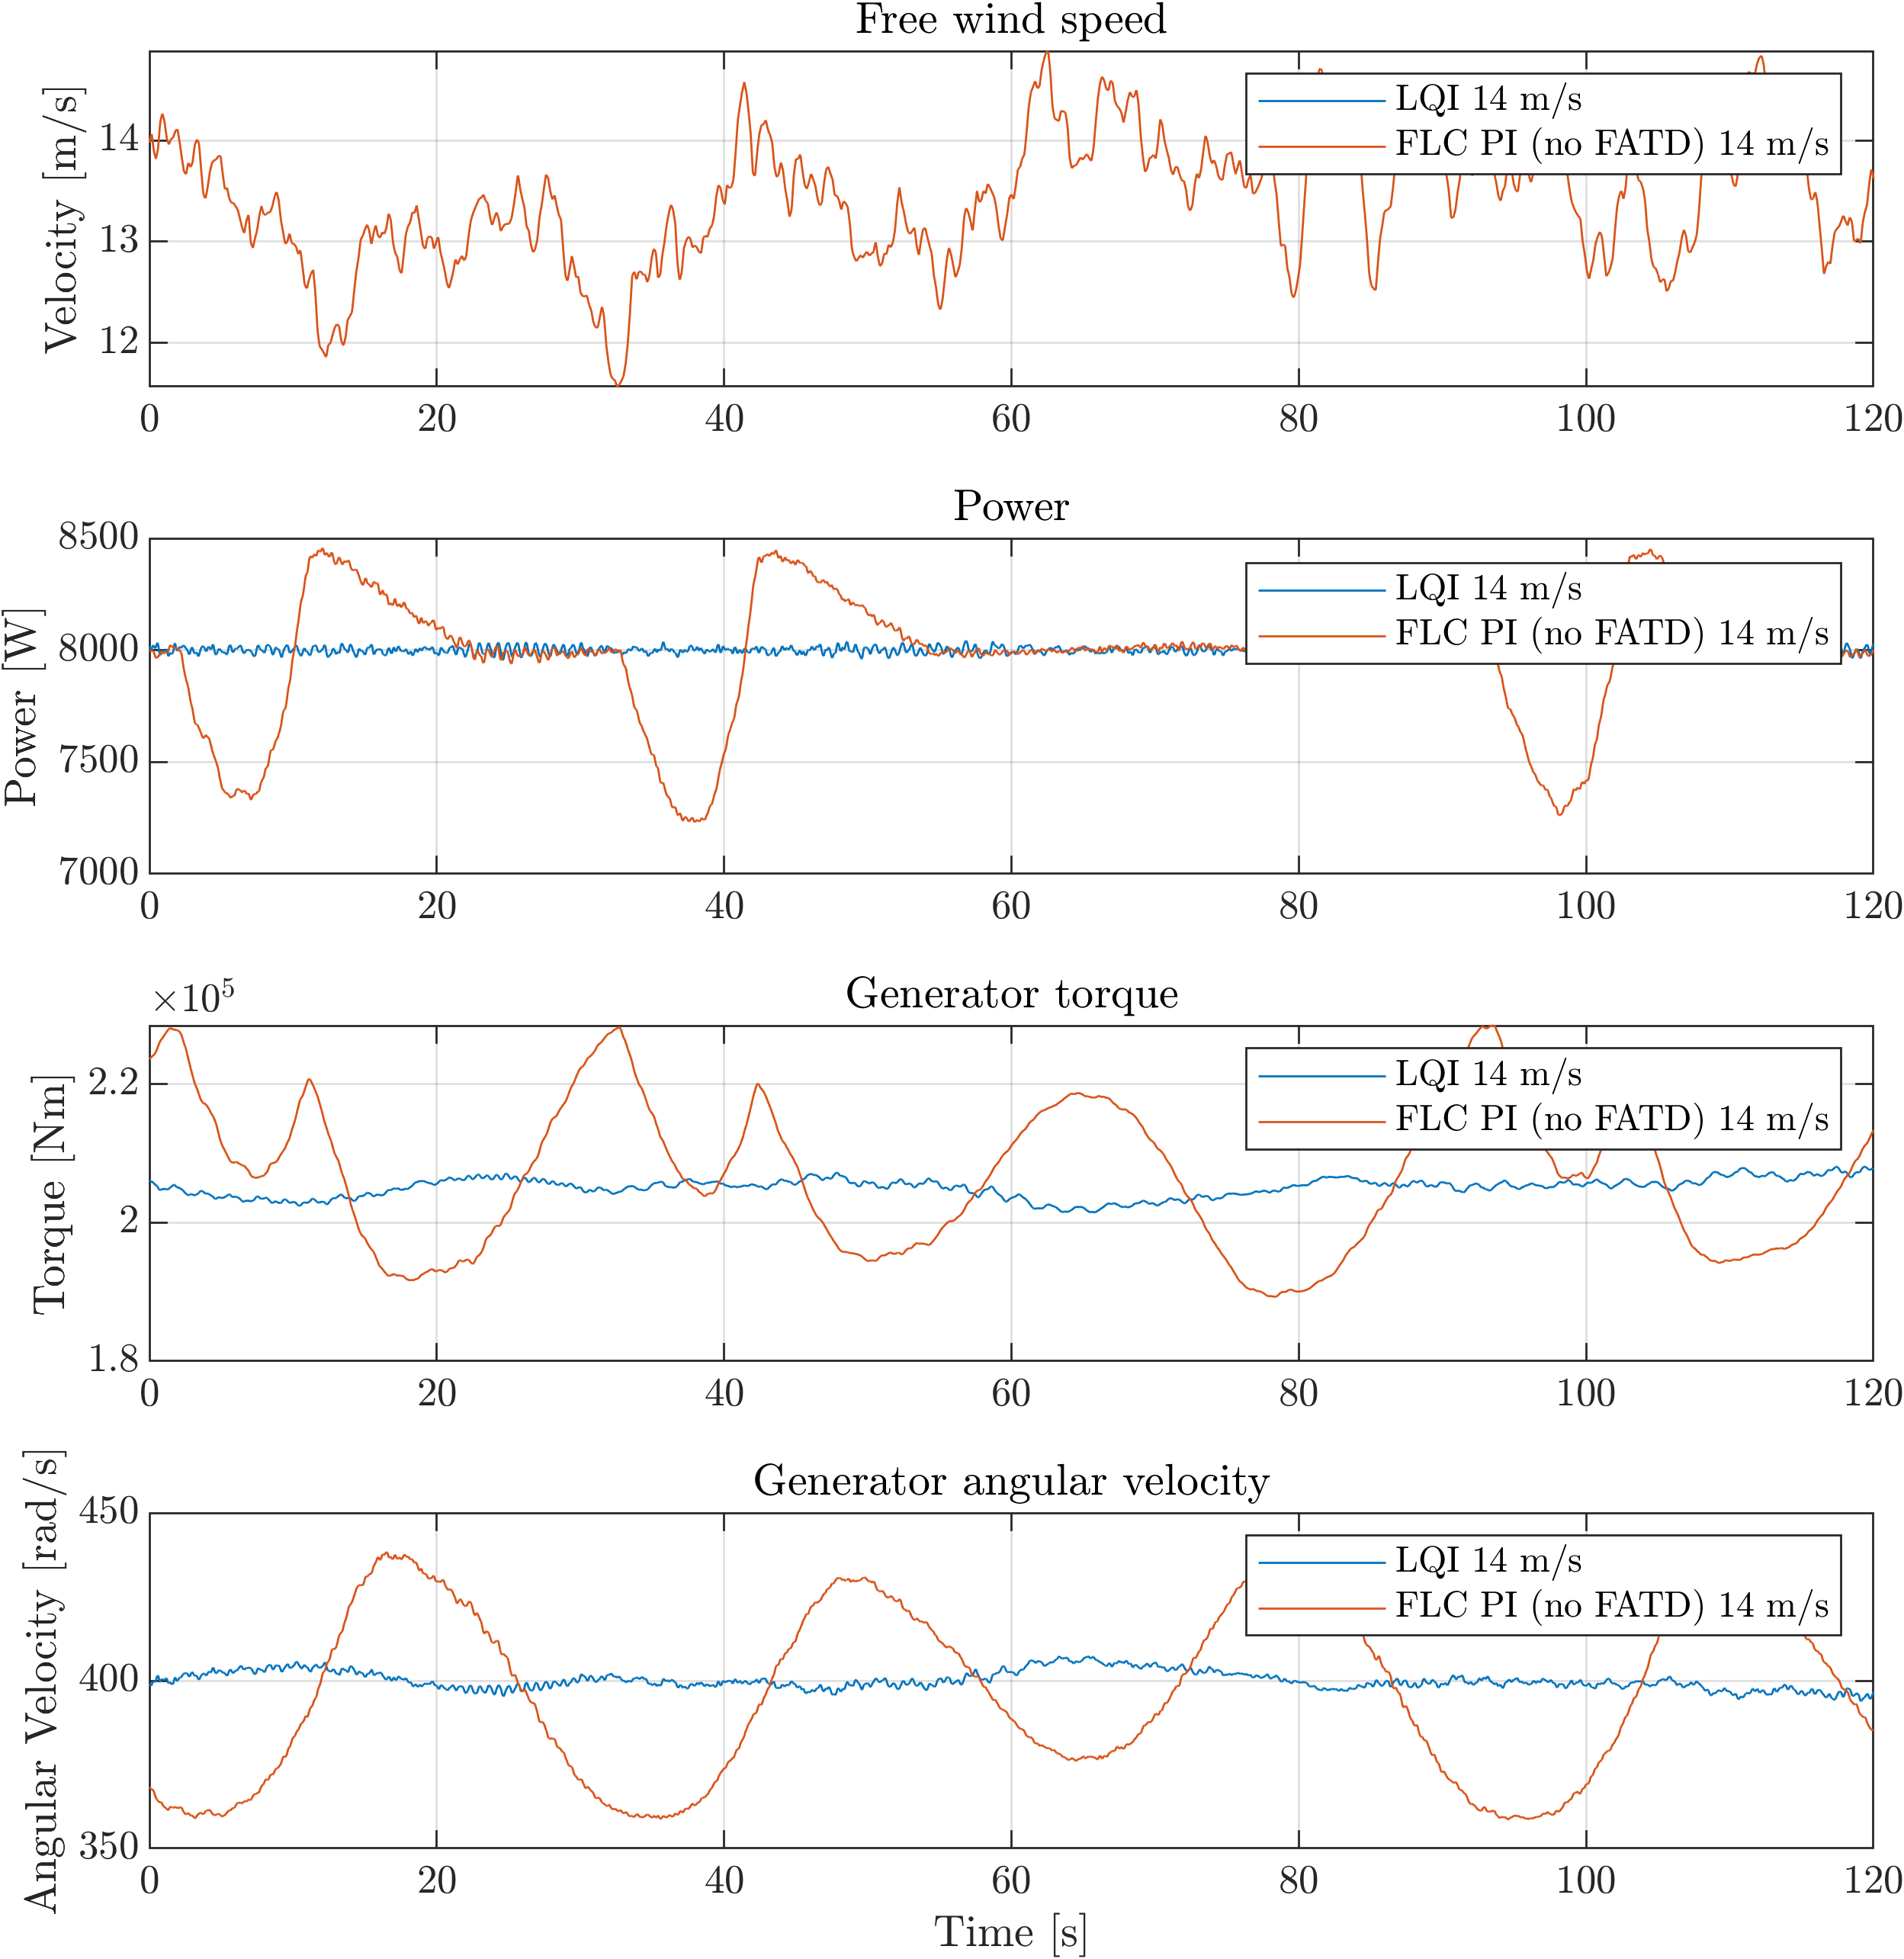 Free wind speed
Velocity [m/s]
14
13
12
LQI 14 m/s
FLC PI (no FATD) 14 m/s
0 20 40 60 80 100 120
Power
Power [W]
8500
8000
7500
7000
LQI 14 m/s
FLC PI (no FATD) 14 m/s
0 20 40 60 80 100 120
Generator torque
×10⁵
Torque [Nm]
2.2
2
1.8
LQI 14 m/s
FLC PI (no FATD) 14 m/s
0 20 40 60 80 100 120
Generator angular velocity
Angular Velocity [rad/s]
450
400
350
LQI 14 m/s
FLC PI (no FATD) 14 m/s
0 20 40 60 80 100 120
Time [s]